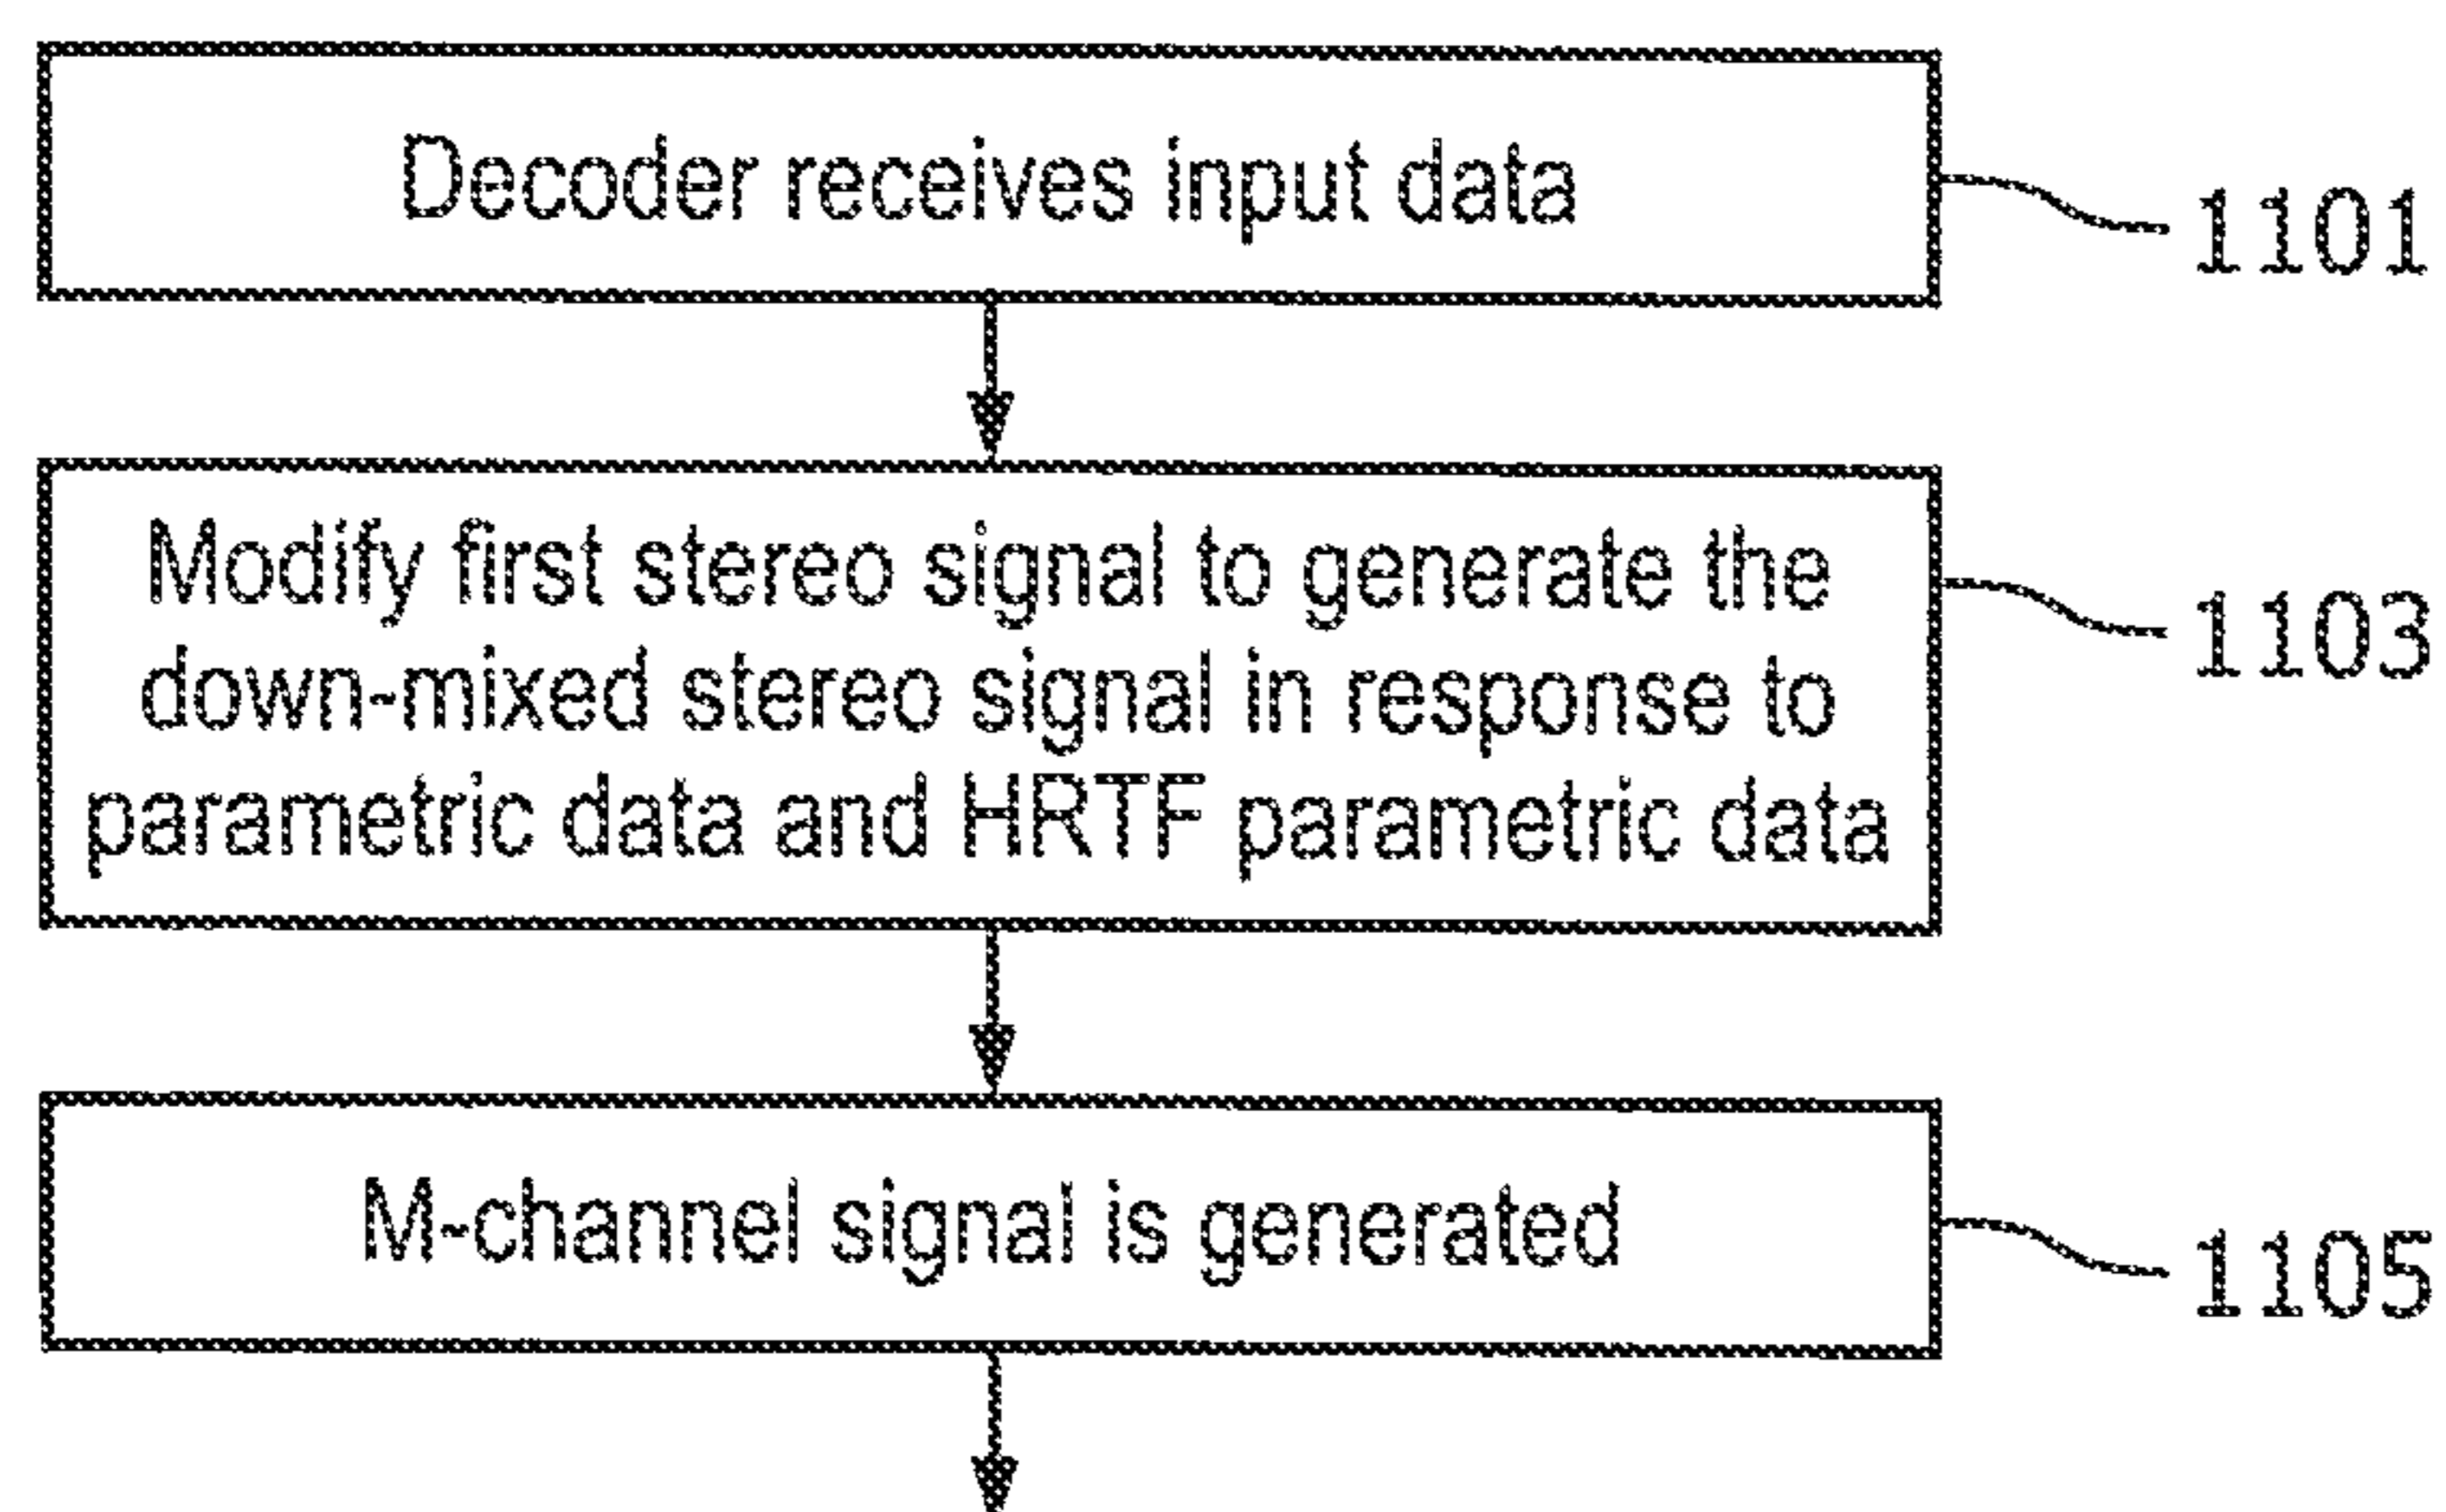 Decoder receives input data
1101
Modify first stereo signal to generate the
down-mixed stereo signal in response to
parametric data and HRTF parametric data
1103
M-channel signal is generated
1105